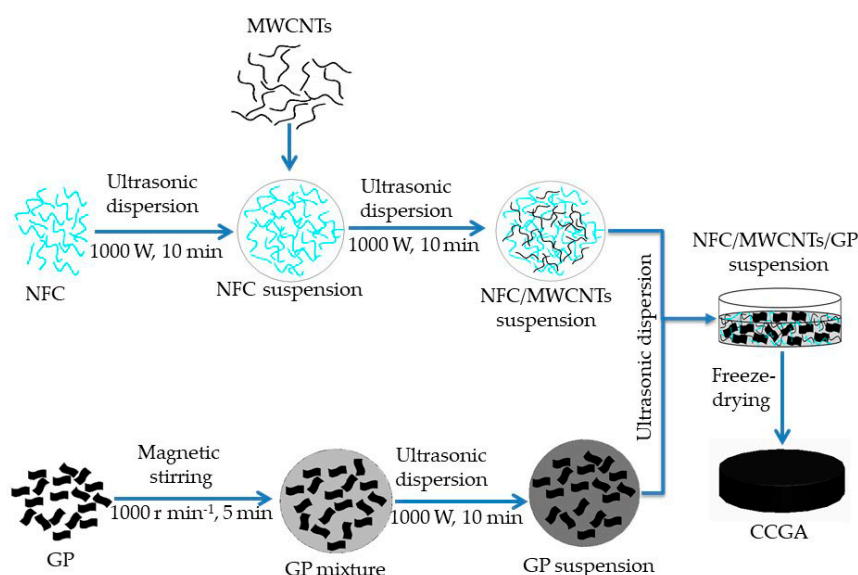 MWCNTs
Ultrasonic
dispersion
1000 W, 10 min
NFC
NFC suspension
Ultrasonic
dispersion
1000 W, 10 min
NFC/MWCNTs
suspension
Ultrasonic dispersion
NFC/MWCNTs/GP
suspension
Freeze-
drying
CCGA
GP
Magnetic
stirring
1000 r min⁻¹, 5 min
GP mixture
Ultrasonic
dispersion
1000 W, 10 min
GP suspension